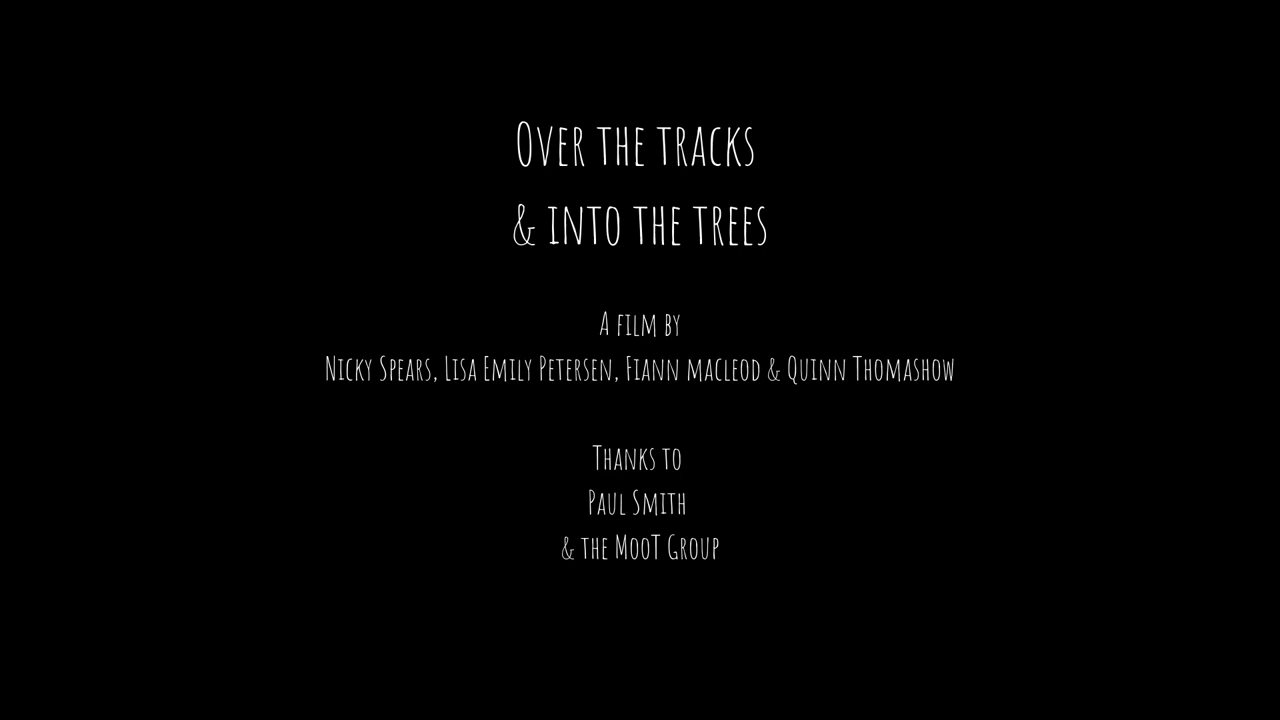 Over the tracks
& into the trees
A film by
Nicky Spears, Lisa Emily Petersen, Fiann macleod & Quinn Thomashow
Thanks to
Paul Smith
& the MooT Group